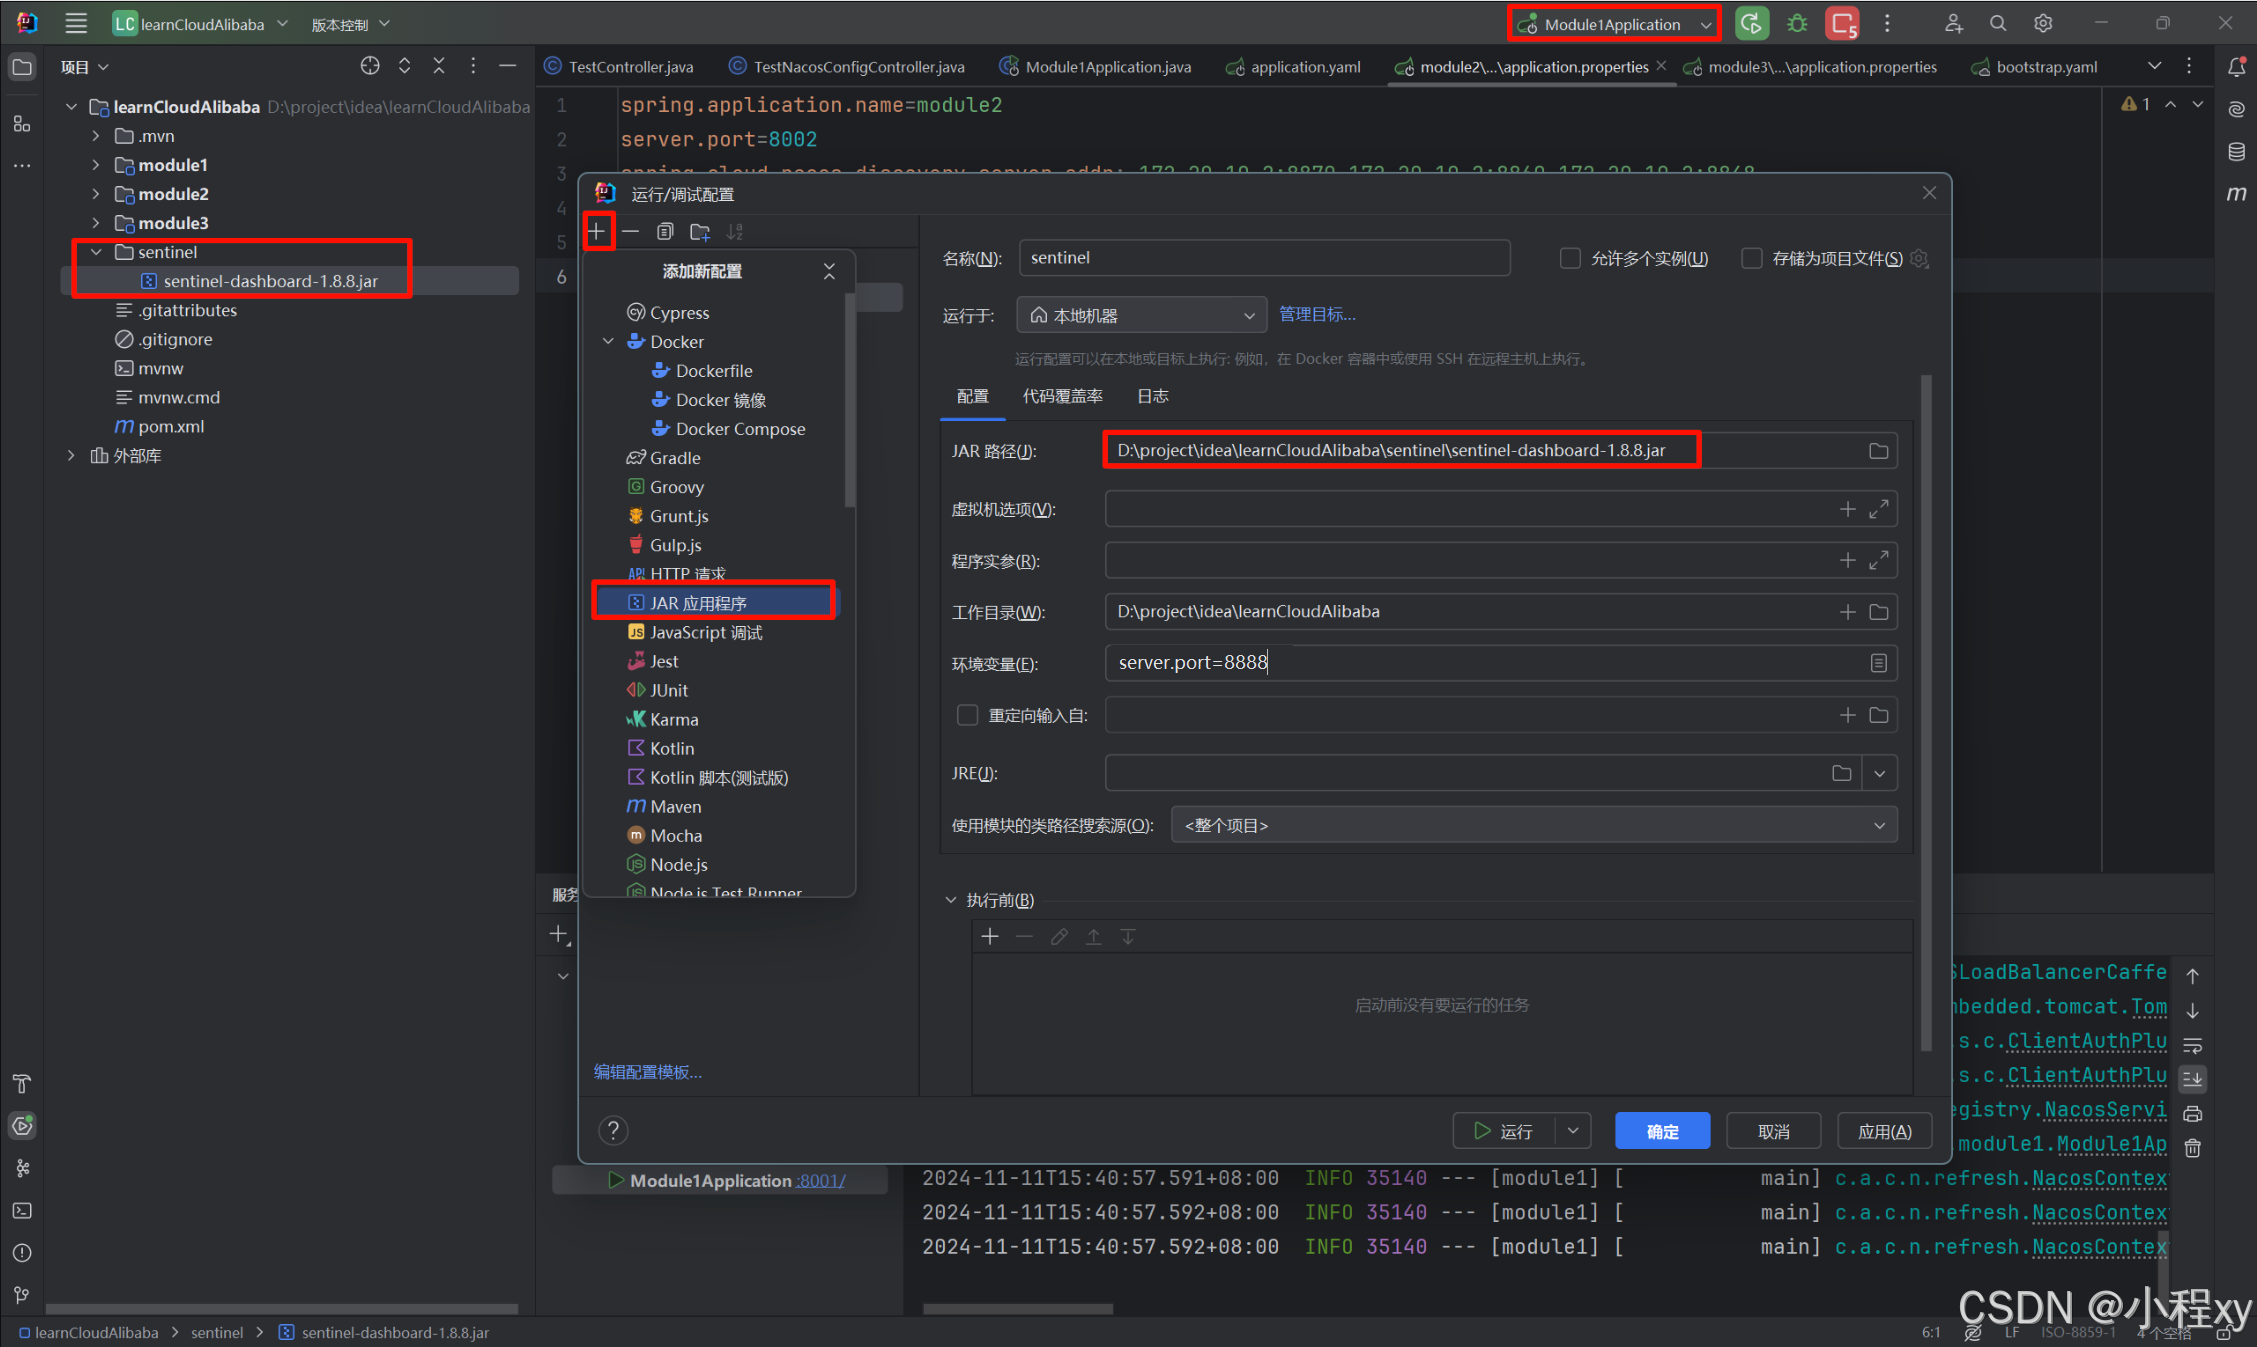 LC learnCloudAlibaba 版本控制 Module1Application 5
项目
TestController.java TestNacosConfigController.java Module1Application.java application.yaml module2\...\application.properties module3\...\application.properties bootstrap.yaml
learnCloudAlibaba D:\project\idea\learnCloudAlibaba
.mvn
module1
module2
module3
sentinel
sentinel-dashboard-1.8.8.jar
.gitattributes
.gitignore
mvnw
mvnw.cmd
pom.xml
外部库
1 spring.application.name=module2
2 server.port=8002
3
4
5
6
1
运行/调试配置
添加新配置
Cypress
Docker
Dockerfile
Docker 镜像
Docker Compose
Gradle
Groovy
Grunt.js
Gulp.js
HTTP 请求
JAR 应用程序
JavaScript 调试
Jest
JUnit
Karma
Kotlin
Kotlin 脚本(测试版)
Maven
Mocha
Node.js
Node.js Test Runner
编辑配置模板...
名称(N): sentinel 允许多个实例(U) 存储为项目文件(S)
运行于: 本地机器 管理目标...
运行配置可以在本地或目标上执行: 例如，在 Docker 容器中或使用 SSH 在远程主机上执行。
配置 代码覆盖率 日志
JAR 路径(J): D:\project\idea\learnCloudAlibaba\sentinel\sentinel-dashboard-1.8.8.jar
虚拟机选项(V):
程序实参(R):
工作目录(W): D:\project\idea\learnCloudAlibaba
环境变量(E): server.port=8888
重定向输入自:
JRE(J):
使用模块的类路径搜索源(O): <整个项目>
执行前(B)
启动前没有要运行的任务
? 运行 确定 取消 应用(A)
服务
LoadBalancerCaffe
bedded.tomcat.Tom
s.c.ClientAuthPlu
s.c.ClientAuthPlu
egistry.NacosServi
module1.Module1Ap
Module1Application :8001/
2024-11-11T15:40:57.591+08:00 INFO 35140 --- [module1] [ main] c.a.c.n.refresh.NacosContex
2024-11-11T15:40:57.592+08:00 INFO 35140 --- [module1] [ main] c.a.c.n.refresh.NacosContex
2024-11-11T15:40:57.592+08:00 INFO 35140 --- [module1] [ main] c.a.c.n.refresh.NacosContex
learnCloudAlibaba > sentinel > sentinel-dashboard-1.8.8.jar
6:1 LF ISO-8859-1 4 个空格
CSDN @小程xy